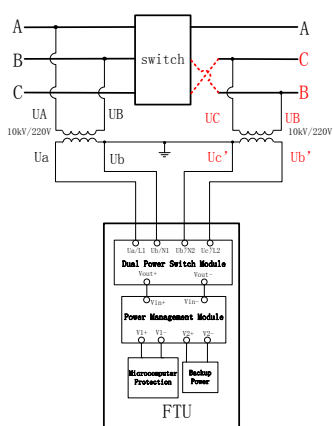 A A
B switch C
C B
UA UB UC UB
10kV/220V 10kV/220V
Ua Ub Uc’ Ub’
Ua/L1 Ub/N1 Ub’/N2 Uc’/L2
Dual Power Switch Module
Vout+ Vout-
Vin+ Vin-
Power Management Module
V1+ V1- V2+ V2-
Microcomputer Backup
Protection Power
FTU